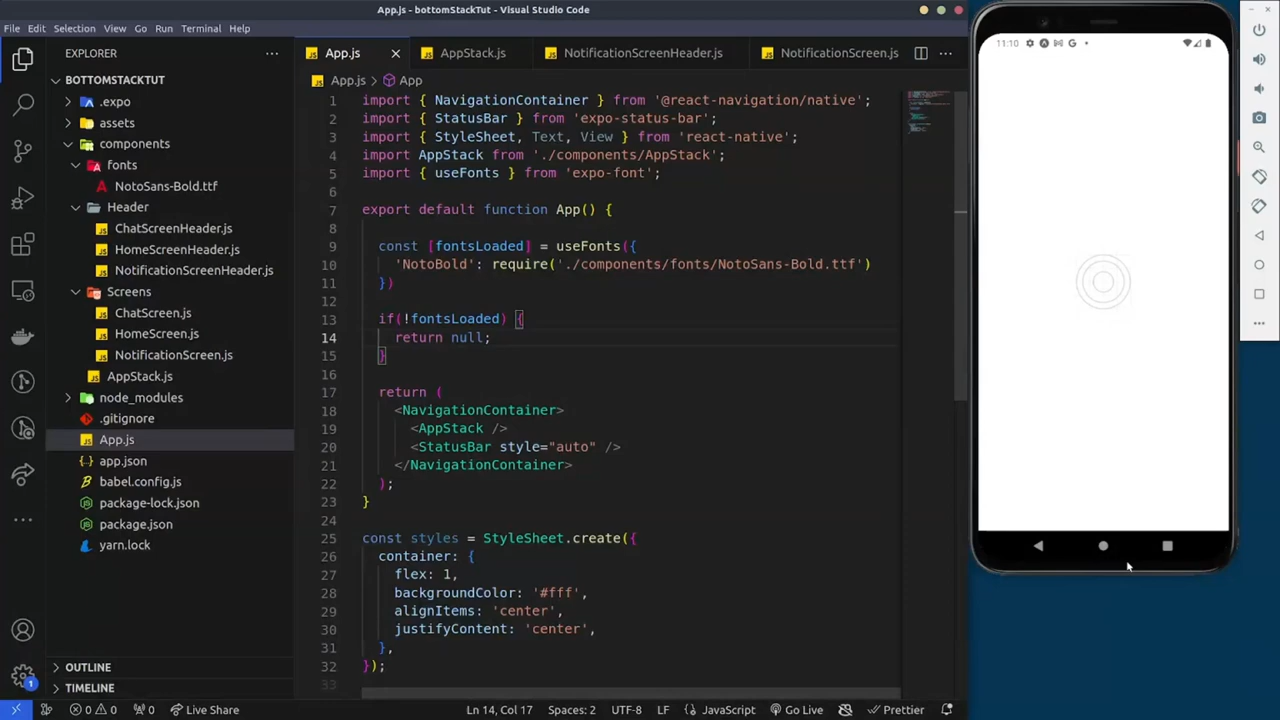 App.js - bottomStackTut - Visual Studio Code
File Edit Selection View Go Run Terminal Help
EXPLORER
BOTTOMSTACKTUT
.expo
assets
components
fonts
NotoSans-Bold.ttf
Header
ChatScreenHeader.js
HomeScreenHeader.js
NotificationScreenHeader.js
Screens
ChatScreen.js
HomeScreen.js
NotificationScreen.js
AppStack.js
node_modules
.gitignore
App.js
app.json
babel.config.js
package-lock.json
package.json
yarn.lock
OUTLINE
TIMELINE
1
App.js AppStack.js NotificationScreenHeader.js NotificationScreen.js
App.js > App
1 import { NavigationContainer } from '@react-navigation/native';
2 import { StatusBar } from 'expo-status-bar';
3 import { StyleSheet, Text, View } from 'react-native';
4 import AppStack from './components/AppStack';
5 import { useFonts } from 'expo-font';
6
7 export default function App() {
8
9 const [fontsLoaded] = useFonts({
10 'NotoBold': require('./components/fonts/NotoSans-Bold.ttf')
11 })
12
13 if(!fontsLoaded) {
14 return null;
15 }
16
17 return (
18 <NavigationContainer>
19 <AppStack />
20 <StatusBar style="auto" />
21 </NavigationContainer>
22 );
23 }
24
25 const styles = StyleSheet.create({
26 container: {
27 flex: 1,
28 backgroundColor: '#fff',
29 alignItems: 'center',
30 justifyContent: 'center',
31 },
32 });
33
11:10
0 0 0 Live Share Ln 14, Col 17 Spaces: 2 UTF-8 LF JavaScript Go Live Prettier